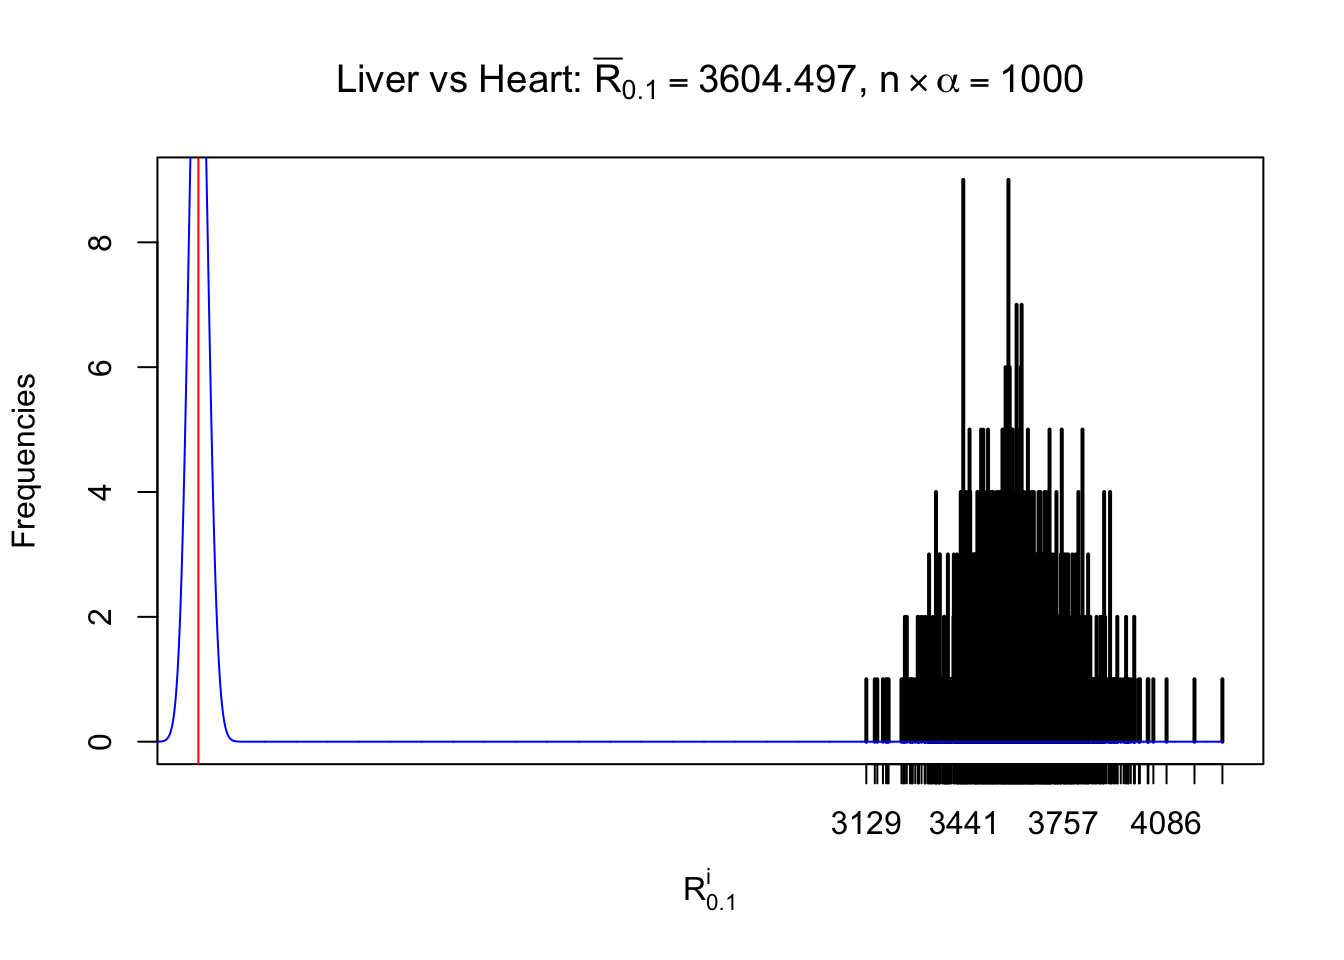 Liver vs Heart: R̅₀.₁ = 3604.497, n × α = 1000
Frequencies
8
6
4
2
0
3129 3441 3757 4086
Rⁱ₀.₁